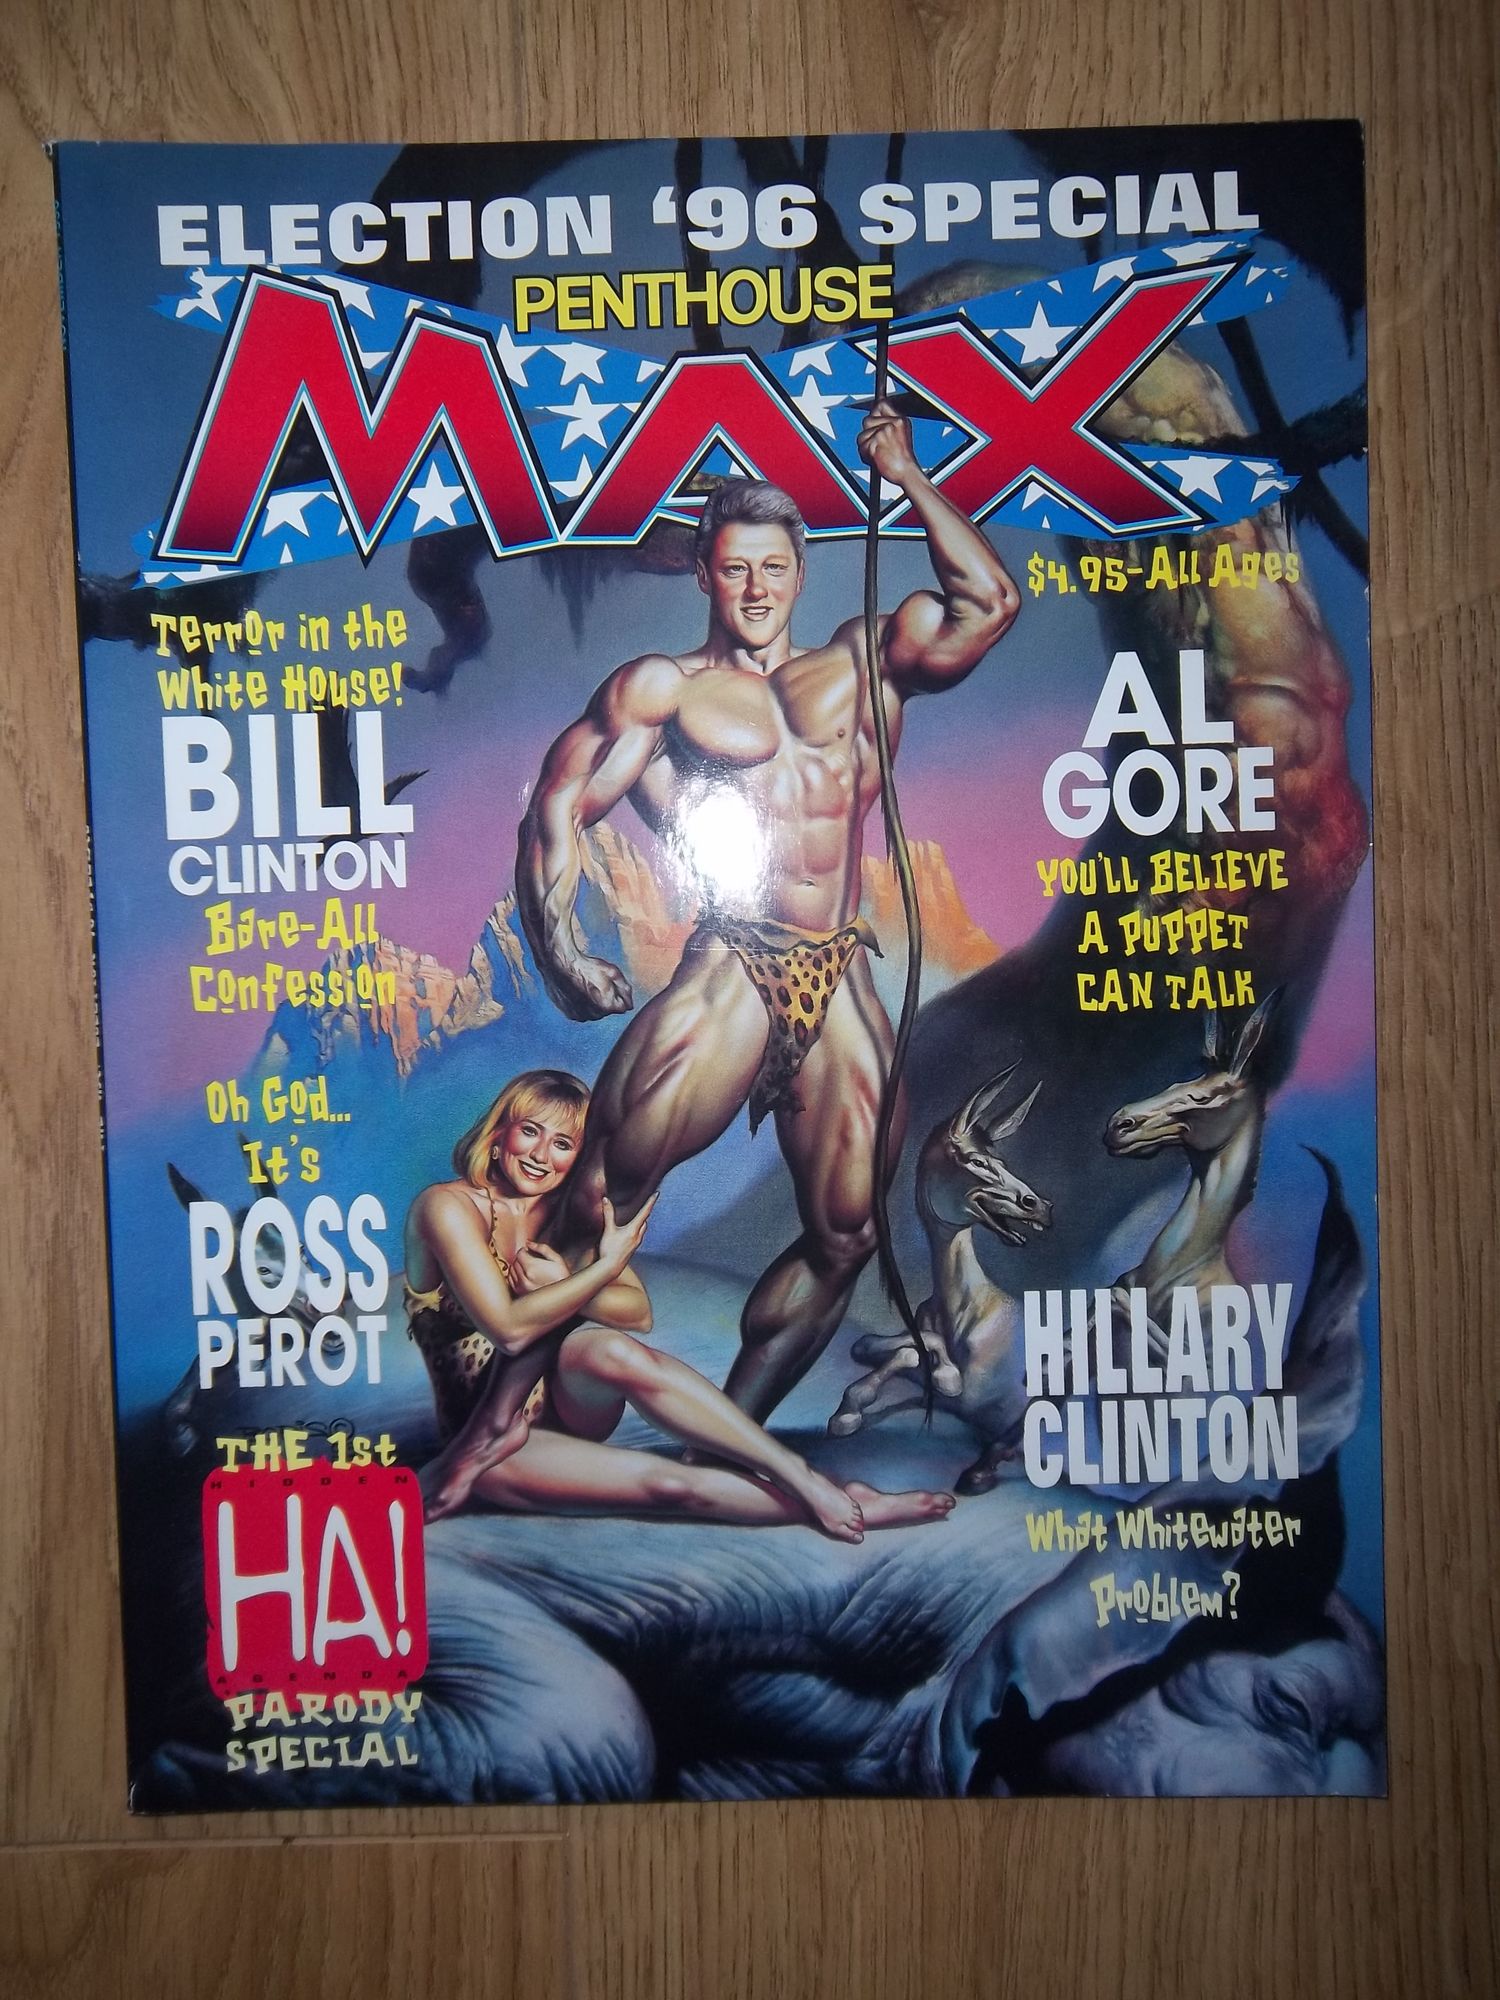 ELECTION '96 SPECIAL
PENTHOUSE
MAX
$4.95-All Ages
Terror in the
White House!
BILL
CLINTON
Bare-All
Confession
AL
GORE
YOU'LL BELIEVE
A PUPPET
CAN TALK
Oh God...
It's
ROSS
PEROT
HILLARY
CLINTON
What Whitewater
Problem?
THE 1st
HIDDEN
HA!
AGENDA
PARODY
SPECIAL